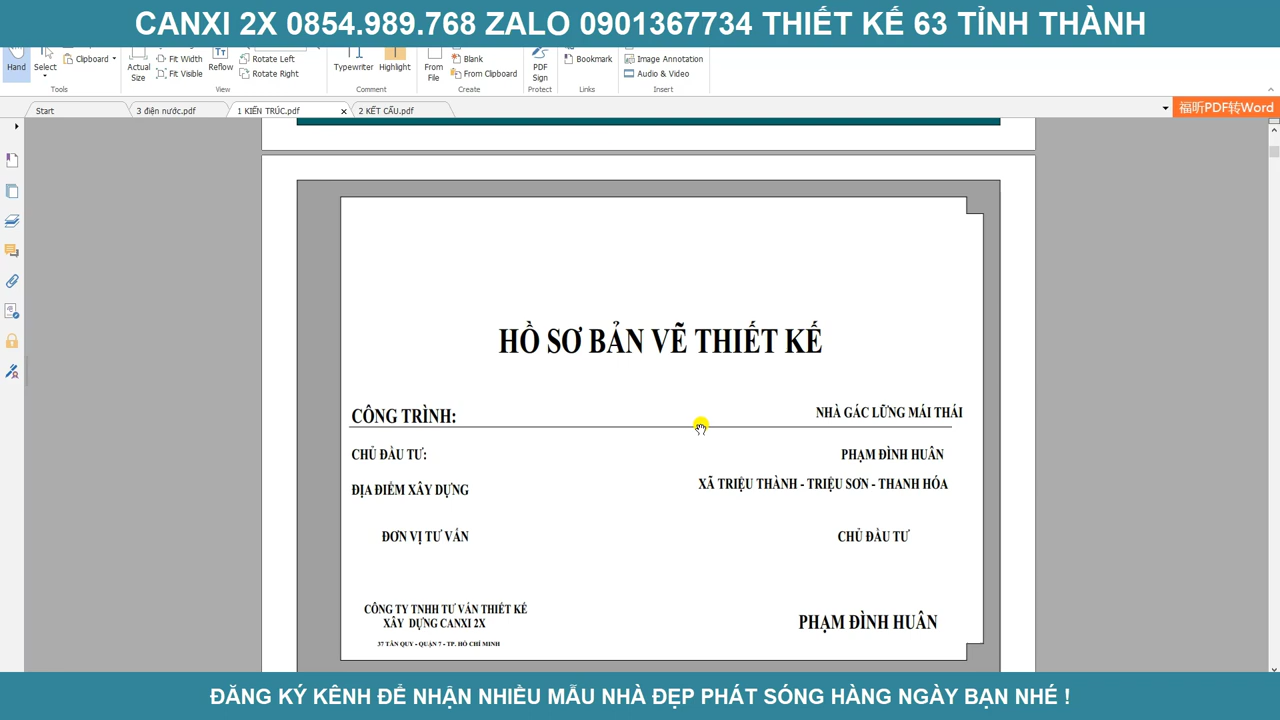 CANXI 2X 0854.989.768 ZALO 0901367734 THIẾT KẾ 63 TỈNH THÀNH
Hand
Select
Clipboard
Actual Size
Fit Width
Fit Visible
Reflow
Rotate Left
Rotate Right
Typewriter
Highlight
From File
Blank
From Clipboard
PDF Sign
Bookmark
Image Annotation
Audio & Video
Tools
View
Comment
Create
Protect
Links
Insert
Start
3 điện nước.pdf
1 KIẾN TRÚC.pdf
2 KẾT CẤU.pdf
福昕PDF转Word
HỒ SƠ BẢN VẼ THIẾT KẾ
CÔNG TRÌNH:
NHÀ GÁC LỮNG MÁI THÁI
CHỦ ĐẦU TƯ:
PHẠM ĐÌNH HUÂN
ĐỊA ĐIỂM XÂY DỰNG
XÃ TRIỆU THÀNH - TRIỆU SƠN - THANH HÓA
ĐƠN VỊ TƯ VẤN
CHỦ ĐẦU TƯ
CÔNG TY TNHH TƯ VẤN THIẾT KẾ
XÂY DỰNG CANXI 2X
37 TÂN QUY - QUẬN 7 - TP. HỒ CHÍ MINH
PHẠM ĐÌNH HUÂN
ĐĂNG KÝ KÊNH ĐỂ NHẬN NHIỀU MẪU NHÀ ĐẸP PHÁT SÓNG HÀNG NGÀY BẠN NHÉ !